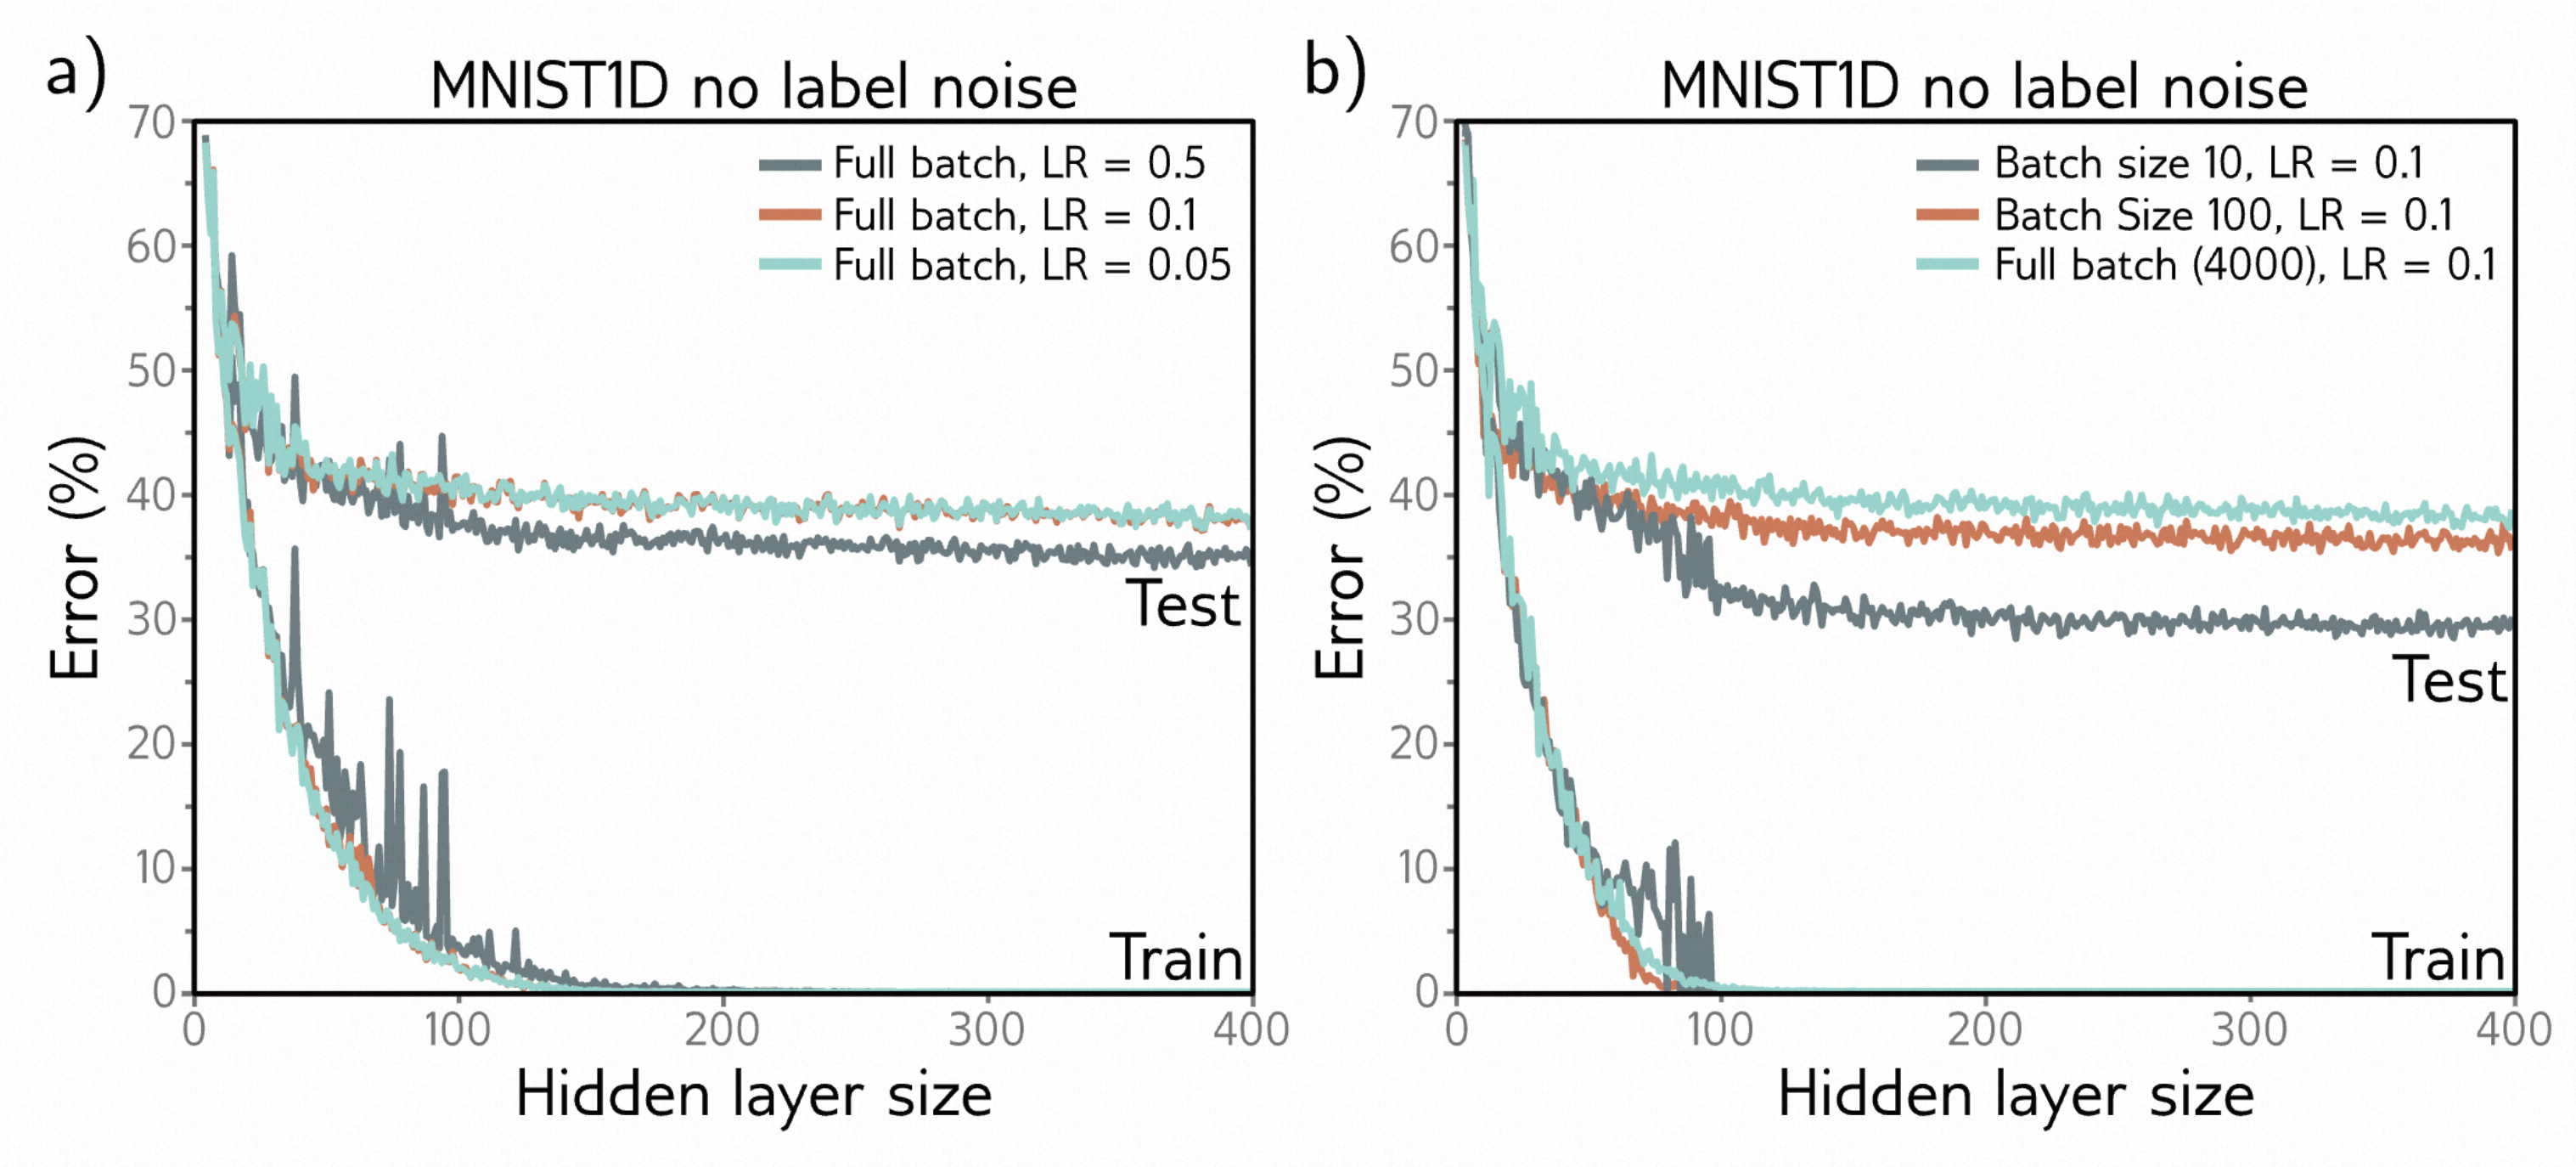 a)
MNIST1D no label noise
Full batch, LR = 0.5
Full batch, LR = 0.1
Full batch, LR = 0.05
70
60
50
40
30
20
10
0
Error (%)
Test
Train
0 100 200 300 400
Hidden layer size
b)
MNIST1D no label noise
Batch size 10, LR = 0.1
Batch Size 100, LR = 0.1
Full batch (4000), LR = 0.1
70
60
50
40
30
20
10
0
Error (%)
Test
Train
0 100 200 300 400
Hidden layer size